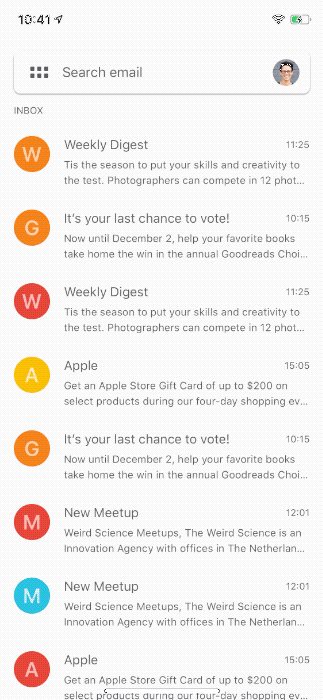 10:41
Search email
INBOX
W
Weekly Digest
11:25
Tis the season to put your skills and creativity to
the test. Photographers can compete in 12 phot...
G
It's your last chance to vote!
10:15
Now until December 2, help your favorite books
take home the win in the annual Goodreads Choi...
W
Weekly Digest
11:25
Tis the season to put your skills and creativity to
the test. Photographers can compete in 12 phot...
A
Apple
15:05
Get an Apple Store Gift Card of up to $200 on
select products during our four-day shopping ev...
G
It's your last chance to vote!
10:15
Now until December 2, help your favorite books
take home the win in the annual Goodreads Choi...
M
New Meetup
12:01
Weird Science Meetups, The Weird Science is an
Innovation Agency with offices in The Netherlan...
M
New Meetup
12:01
Weird Science Meetups, The Weird Science is an
Innovation Agency with offices in The Netherlan...
A
Apple
15:05
Get an Apple Store Gift Card of up to $200 on
select products during our four-day shopping ev...